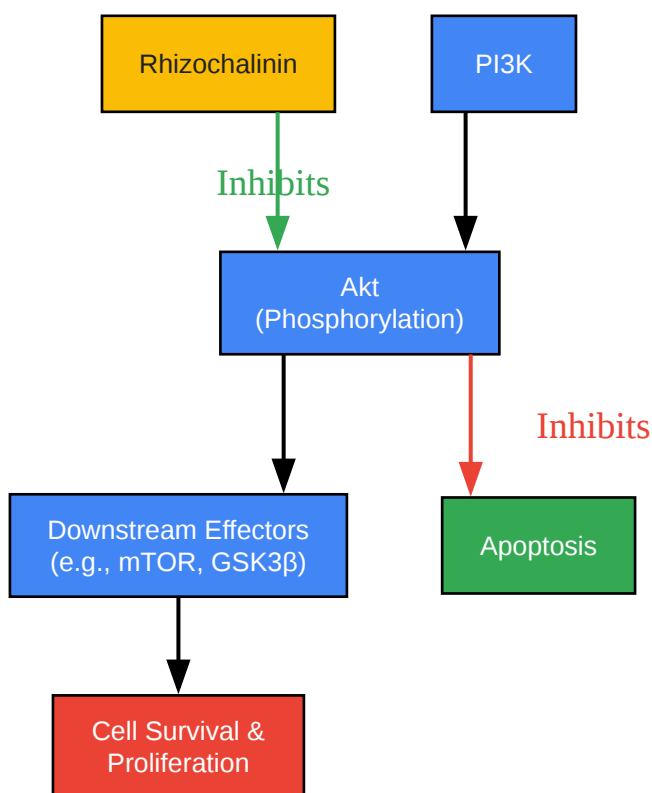 Rhizochalinin
PI3K
Inhibits
Akt
(Phosphorylation)
Inhibits
Downstream Effectors
(e.g., mTOR, GSK3β)
Apoptosis
Cell Survival &
Proliferation